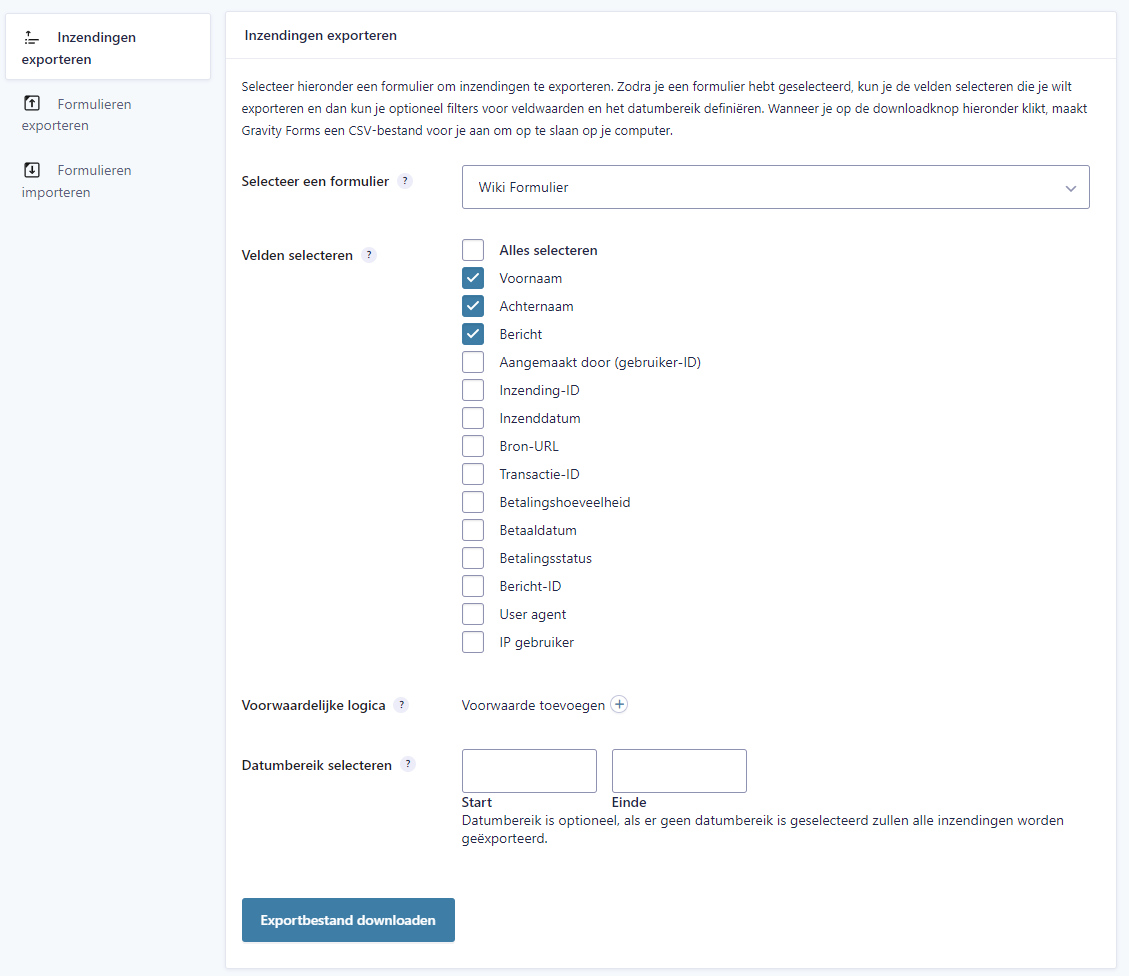 Inzendingen
exporteren
Formulieren
exporteren
Formulieren
importeren
Inzendingen exporteren
Selecteer hieronder een formulier om inzendingen te exporteren. Zodra je een formulier hebt geselecteerd, kun je de velden selecteren die je wilt
exporteren en dan kun je optioneel filters voor veldwaarden en het datumbereik definiëren. Wanneer je op de downloadknop hieronder klikt, maakt
Gravity Forms een CSV-bestand voor je aan om op te slaan op je computer.
Selecteer een formulier ?
Wiki Formulier
Velden selecteren ?
Alles selecteren
Voornaam
Achternaam
Bericht
Aangemaakt door (gebruiker-ID)
Inzending-ID
Inzenddatum
Bron-URL
Transactie-ID
Betalingshoeveelheid
Betaaldatum
Betalingsstatus
Bericht-ID
User agent
IP gebruiker
Voorwaardelijke logica ?
Voorwaarde toevoegen
Datumbereik selecteren ?
Start Einde
Datumbereik is optioneel, als er geen datumbereik is geselecteerd zullen alle inzendingen worden
geëxporteerd.
Exportbestand downloaden